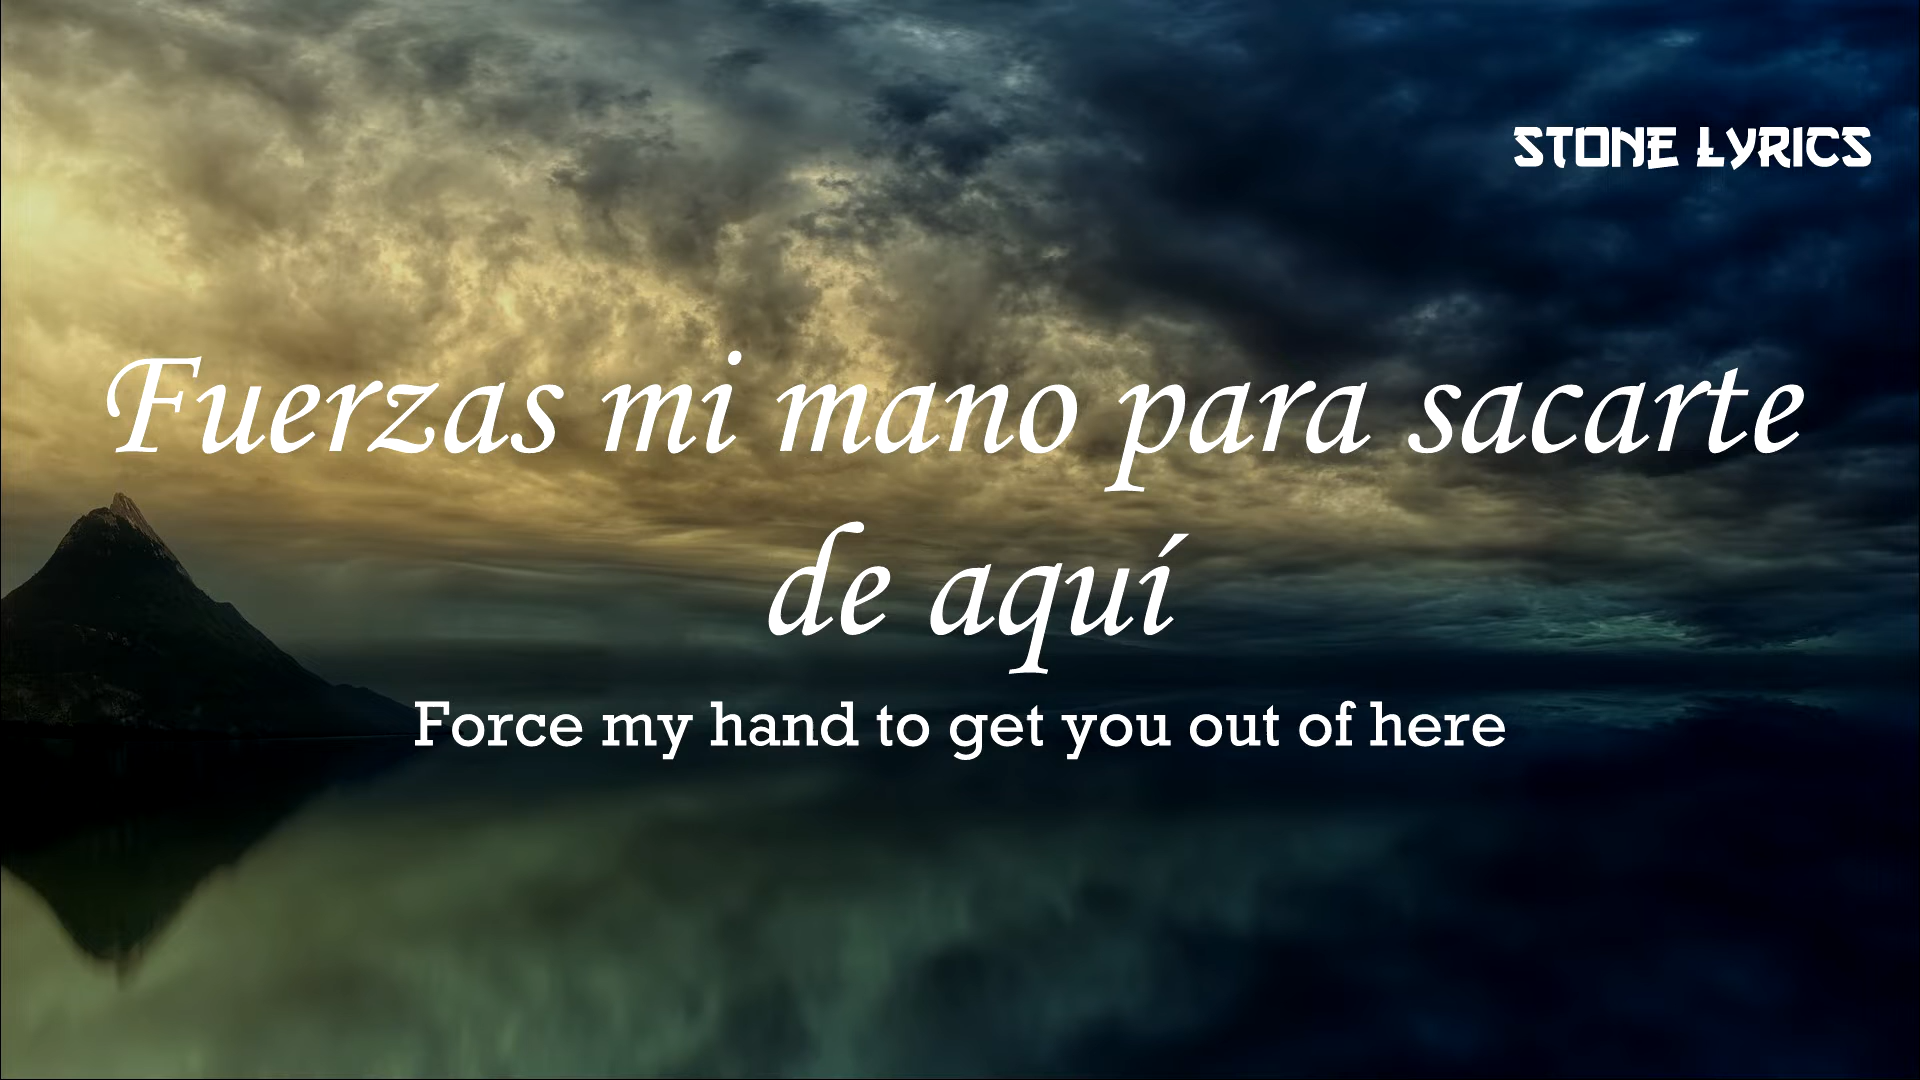 STONE LYRICS
Fuerzas mi mano para sacarte
de aquí
Force my hand to get you out of here